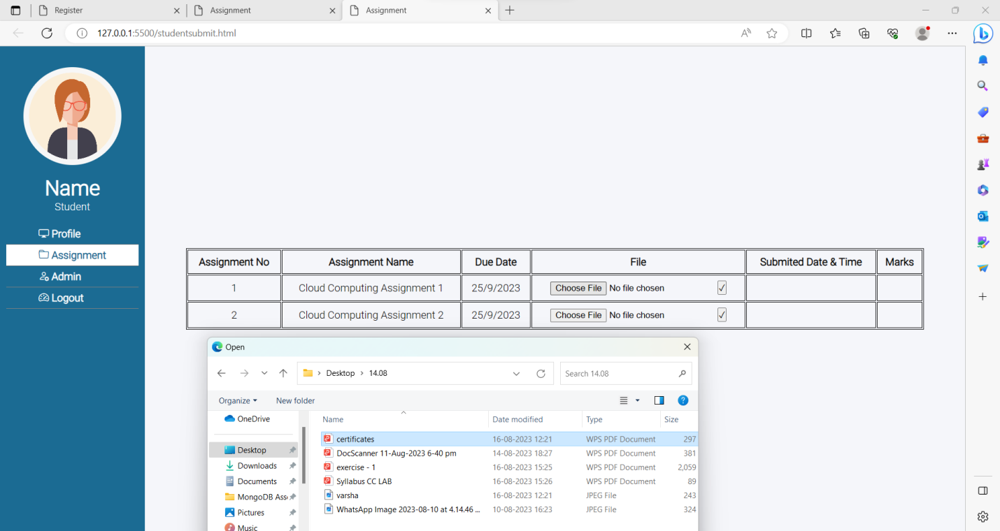 Register
Assignment
Assignment
127.0.0.1:5500/studentsubmit.html
Name
Student
Profile
Assignment
Admin
Logout
Assignment No Assignment Name Due Date File Submited Date & Time Marks
1 Cloud Computing Assignment 1 25/9/2023 Choose File No file chosen
2 Cloud Computing Assignment 2 25/9/2023 Choose File No file chosen
Open
Desktop > 14.08
Search 14.08
Organize New folder
OneDrive
Desktop
Downloads
Documents
MongoDB Ass
Pictures
Music
Name Date modified Type Size
certificates 16-08-2023 12:21 WPS PDF Document 297
DocScanner 11-Aug-2023 6-40 pm 14-08-2023 18:27 WPS PDF Document 381
exercise - 1 16-08-2023 15:25 WPS PDF Document 2,059
Syllabus CC LAB 16-08-2023 15:26 WPS PDF Document 89
varsha 16-08-2023 12:21 JPEG File 243
WhatsApp Image 2023-08-10 at 4.14.46 ... 10-08-2023 16:23 JPEG File 324